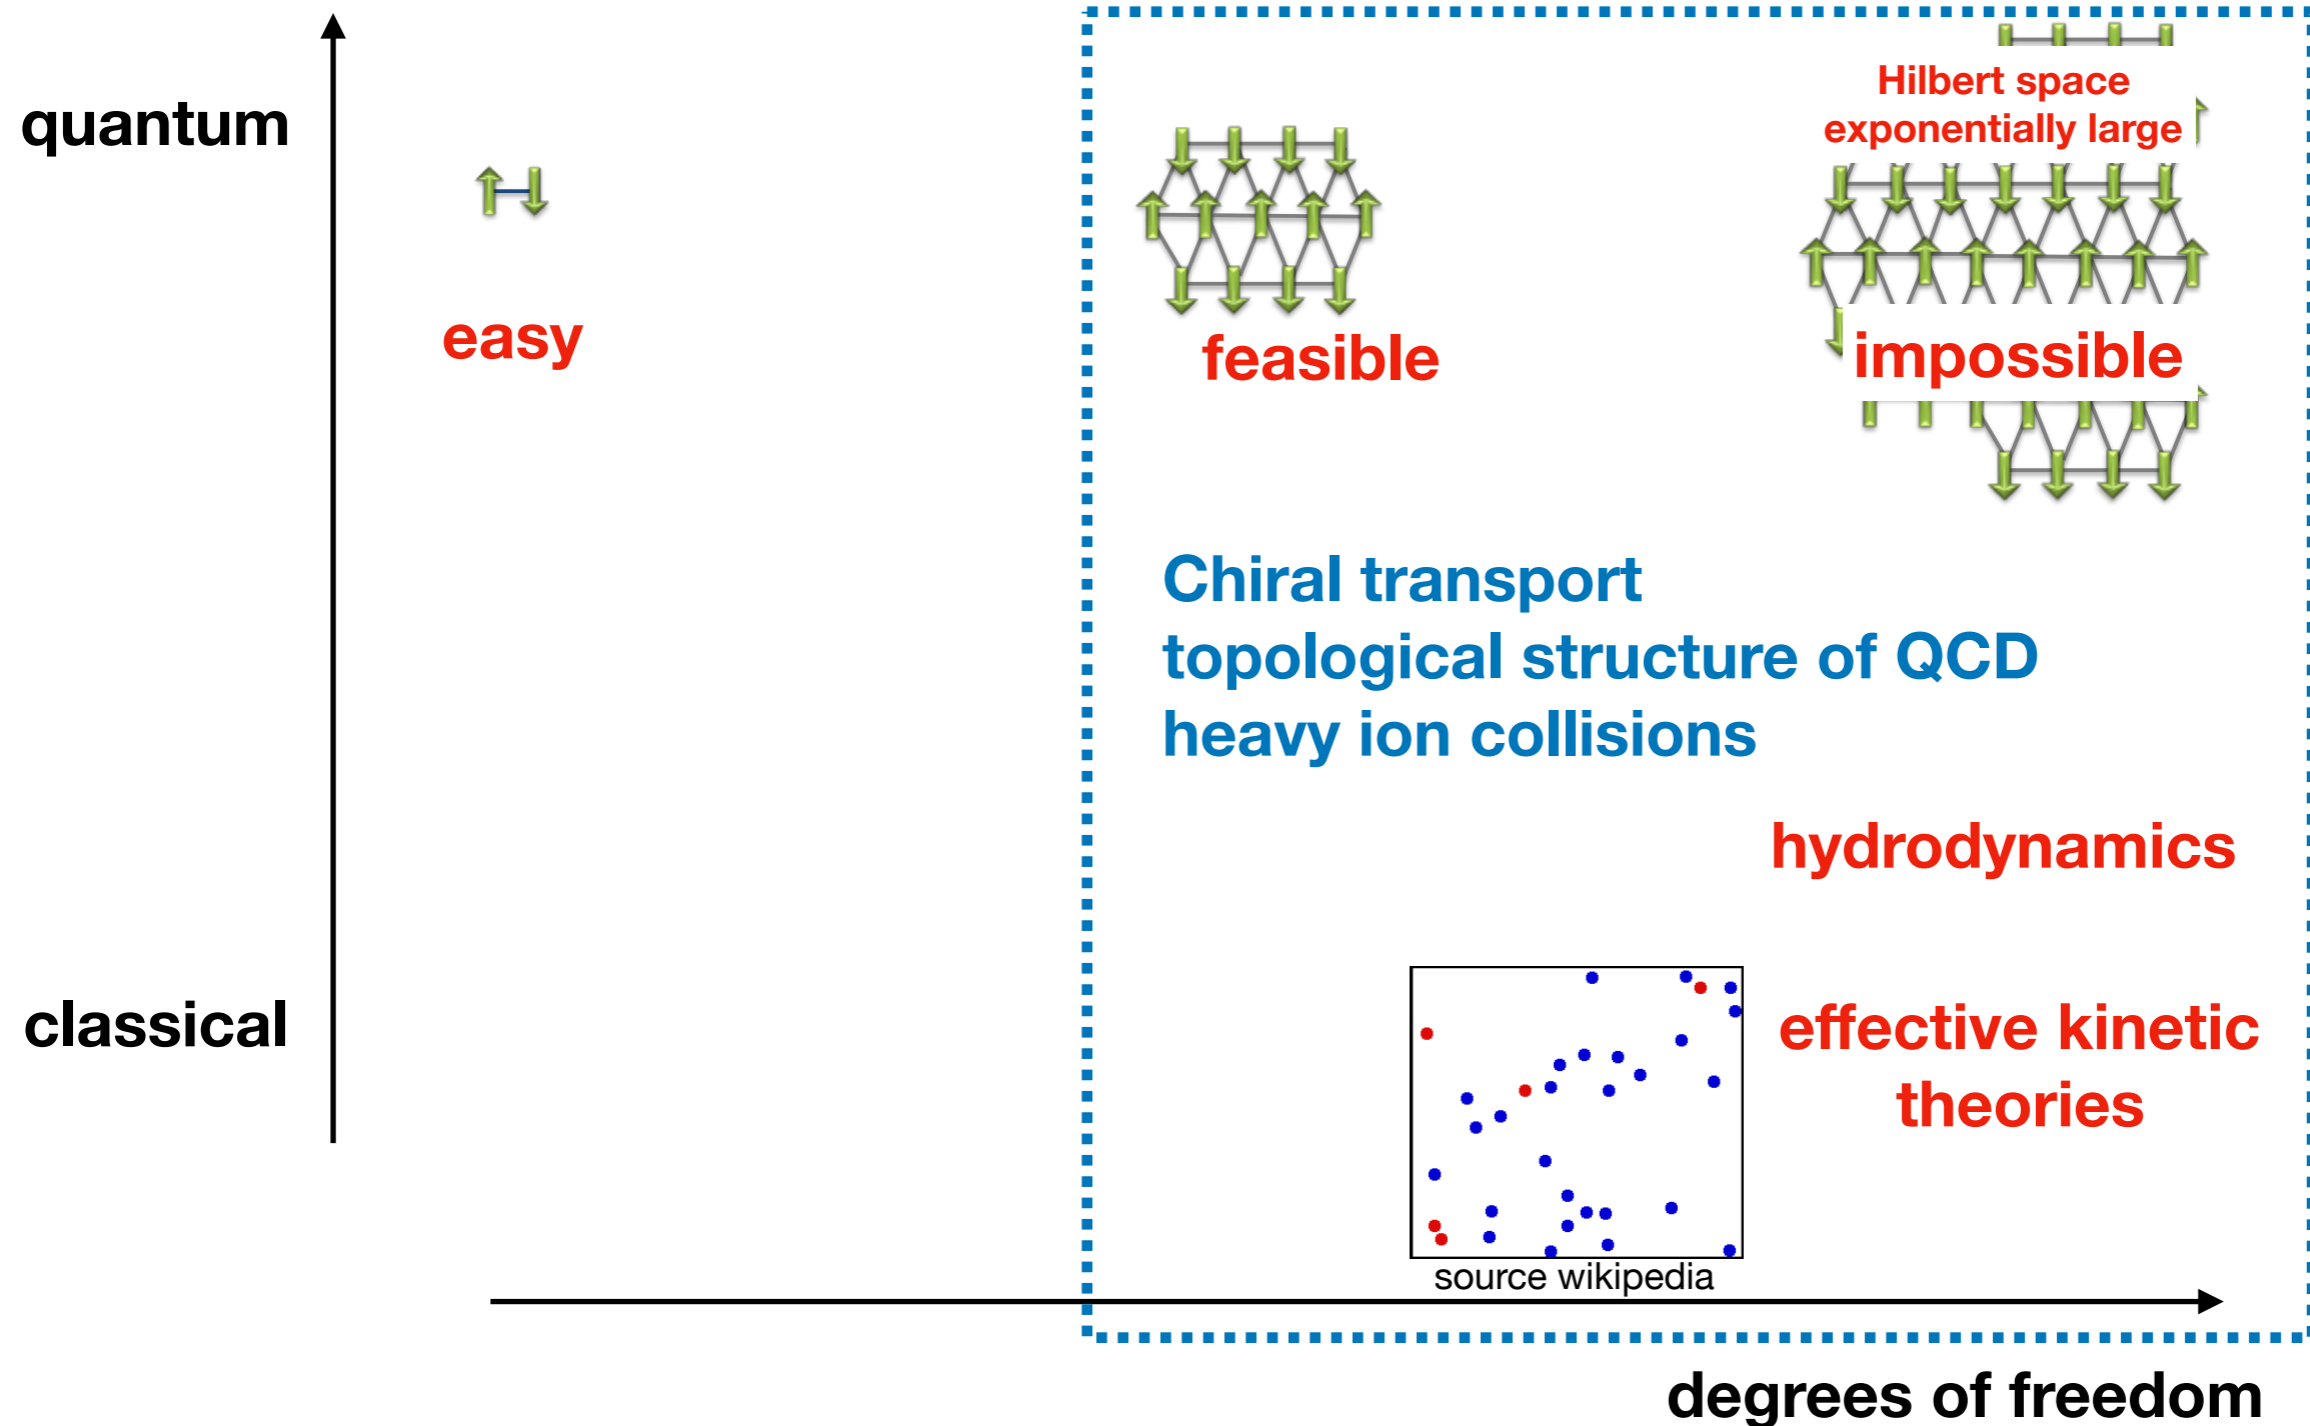 quantum
Hilbert space
exponentially large
easy
feasible
impossible
Chiral transport
topological structure of QCD
heavy ion collisions
hydrodynamics
classical
effective kinetic
theories
source wikipedia
degrees of freedom